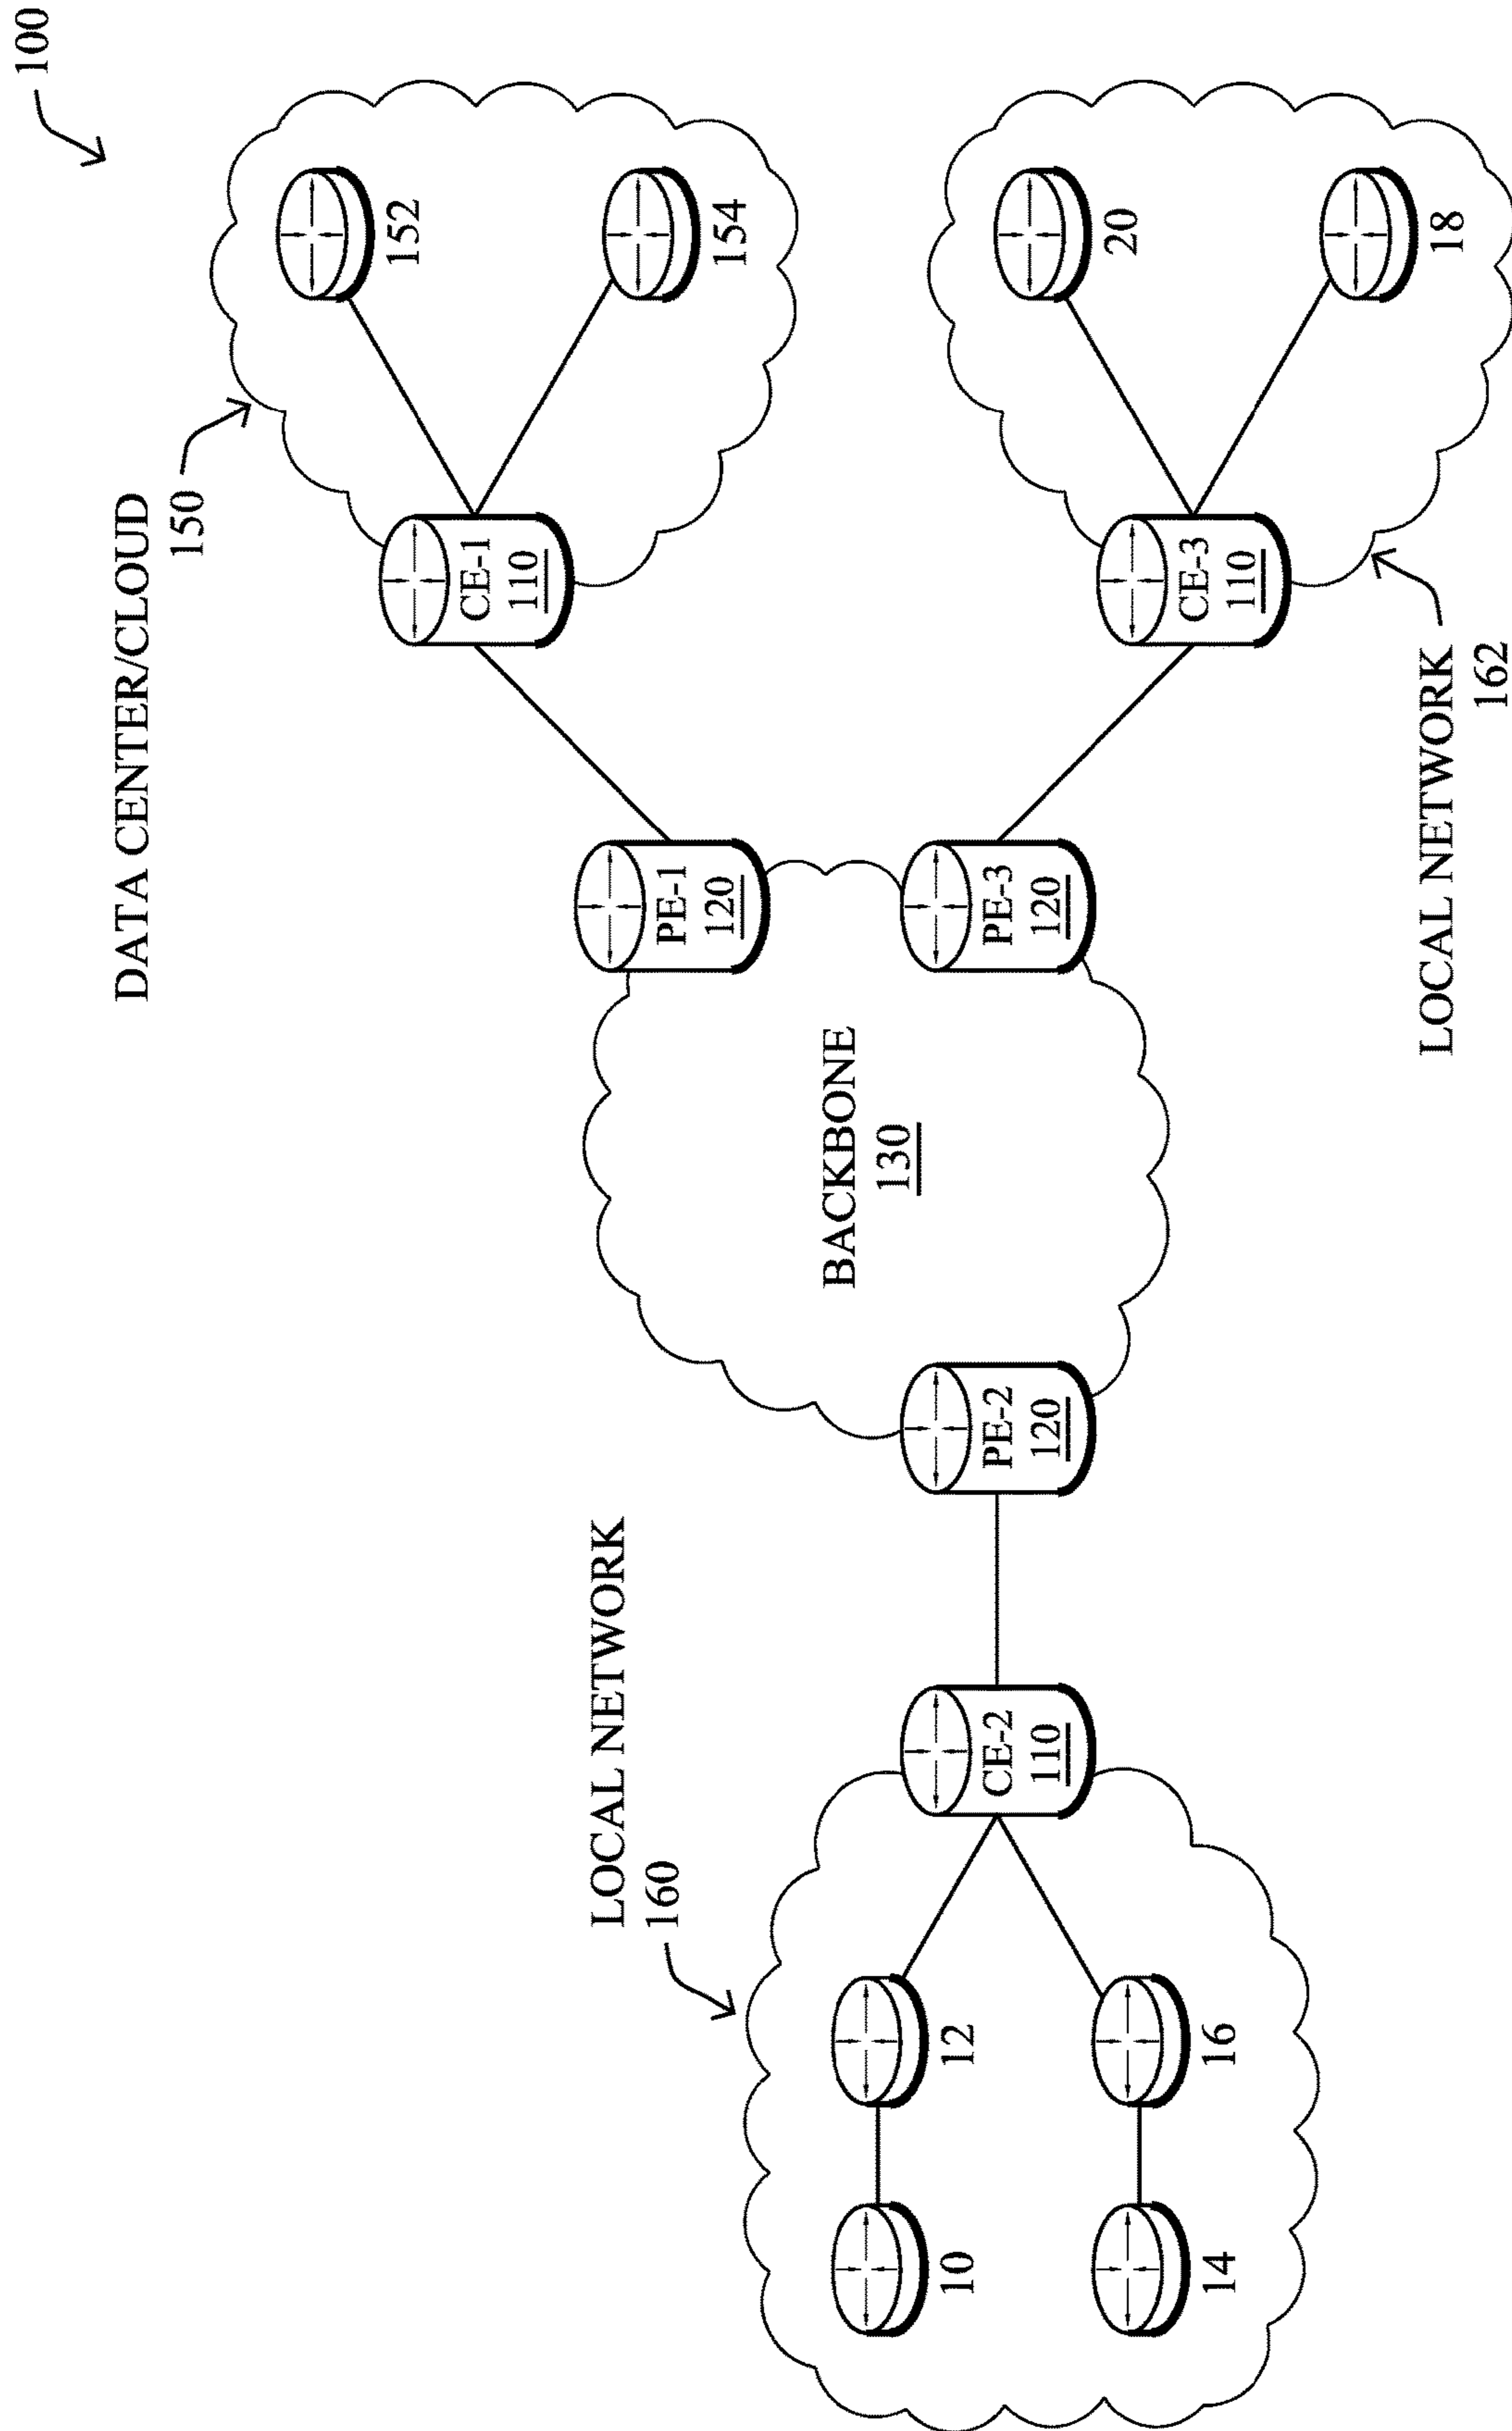 100
DATA CENTER/CLOUD
150
152
154
CE-1
110
PE-1
120
BACKBONE
130
PE-3
120
PE-2
120
LOCAL NETWORK
160
CE-2
110
10
12
14
16
CE-3
110
20
18
LOCAL NETWORK
162